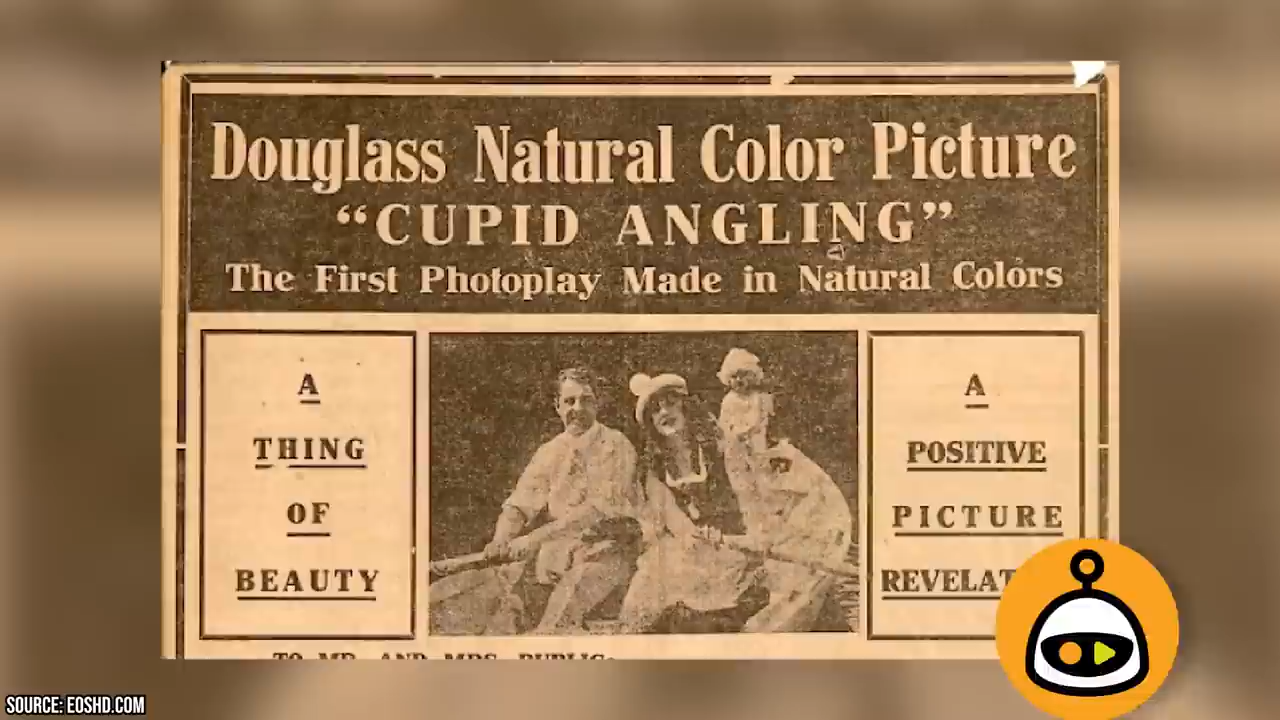 Douglass Natural Color Picture
“CUPID ANGLING”
The First Photoplay Made in Natural Colors
A
THING
OF
BEAUTY
A
POSITIVE
PICTURE
REVELAT
TO MR. AND MRS. PUBLIC:
SOURCE: EOSHD.COM